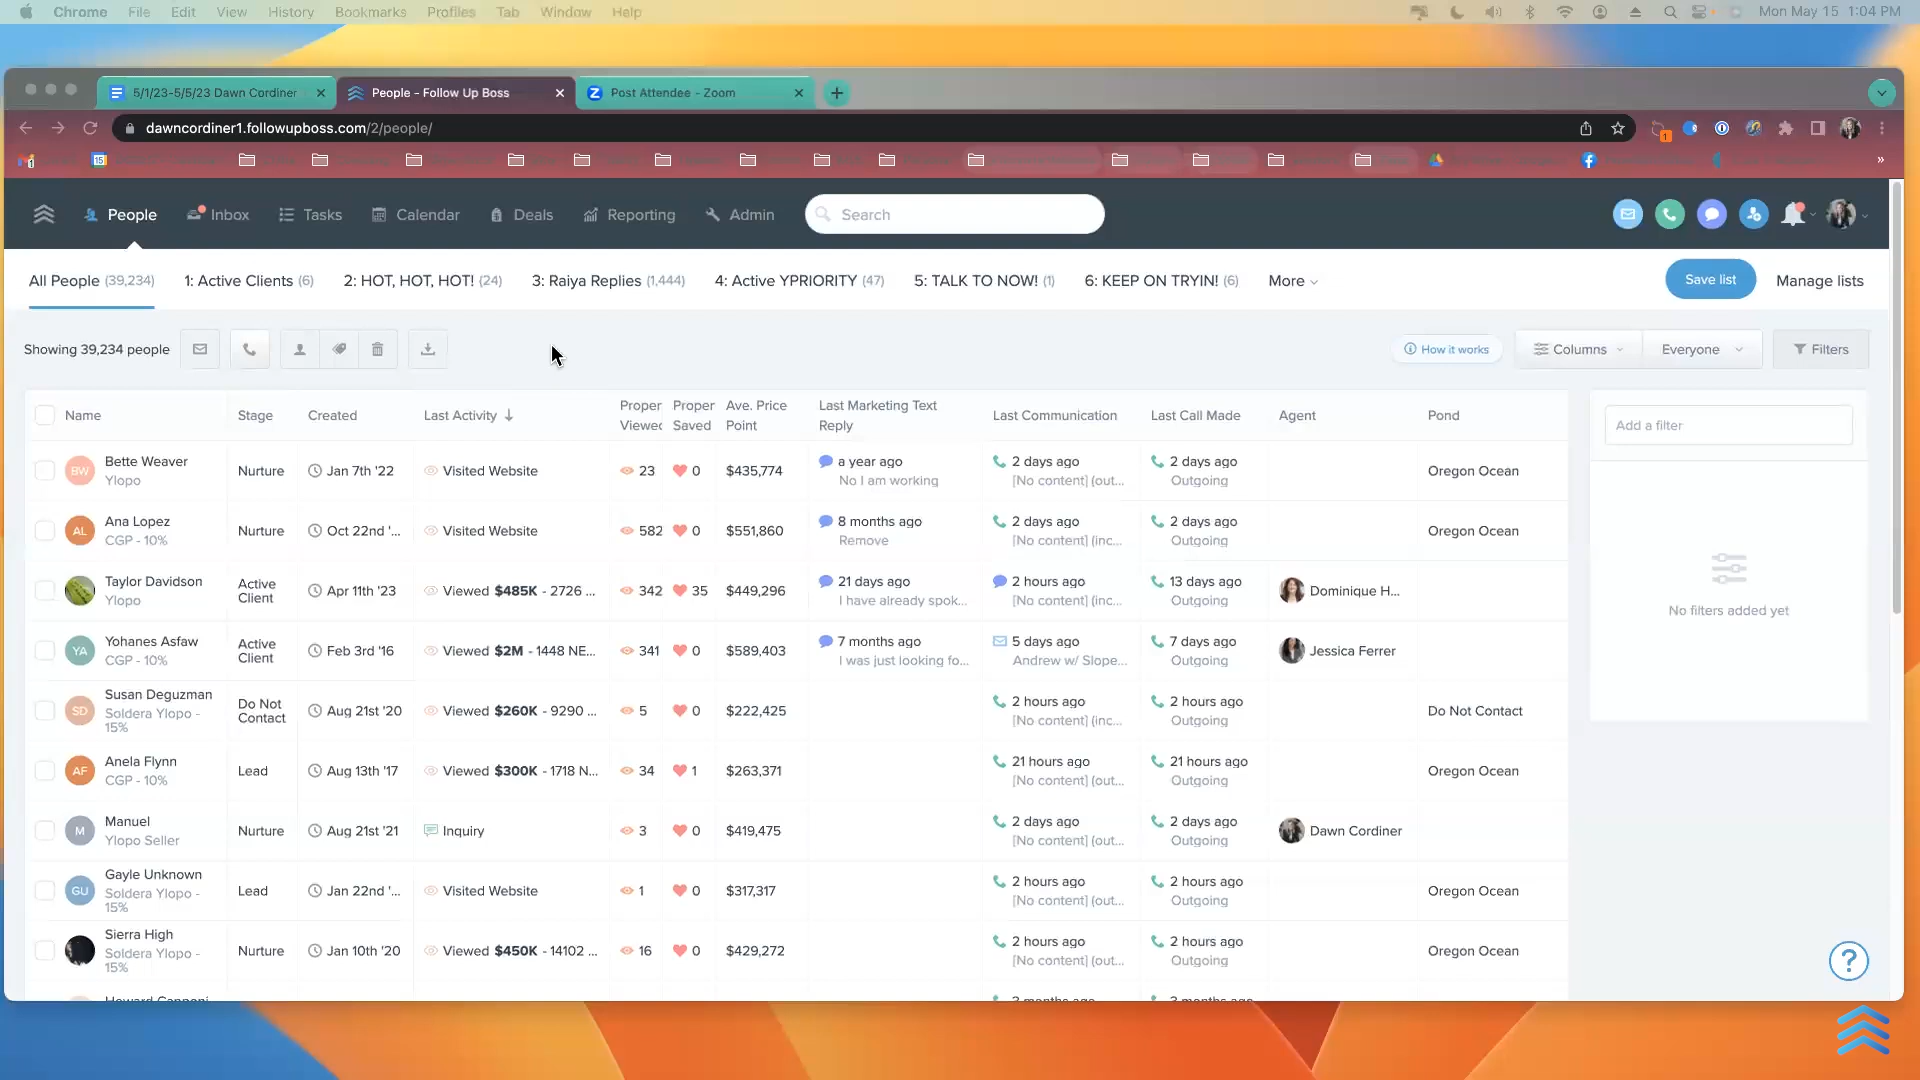 Chrome File Edit View History Bookmarks Profiles Tab Window Help Mon May 15 1:04 PM
5/1/23-5/5/23 Dawn Cordiner People - Follow Up Boss Post Attendee - Zoom
dawncordiner1.followupboss.com/2/people/
People Inbox Tasks Calendar Deals Reporting Admin Search
All People (39,234) 1: Active Clients (6) 2: HOT, HOT, HOT! (24) 3: Raiya Replies (1,444) 4: Active YPRIORITY (47) 5: TALK TO NOW! (1) 6: KEEP ON TRYIN! (6) More Save list Manage lists
Showing 39,234 people How it works Columns Everyone Filters
Name Stage Created Last Activity Proper Viewed Proper Saved Ave. Price Point Last Marketing Text Reply Last Communication Last Call Made Agent Pond
Add a filter
No filters added yet
Bette Weaver Nurture Jan 7th '22 Visited Website 23 0 $435,774 a year ago 2 days ago 2 days ago Oregon Ocean
Ylopo No I am working [No content] (out... Outgoing
Ana Lopez Nurture Oct 22nd '... Visited Website 582 0 $551,860 8 months ago 2 days ago 2 days ago Oregon Ocean
CGP - 10% Remove [No content] (inc... Outgoing
Taylor Davidson Active Client Apr 11th '23 Viewed $485K - 2726 ... 342 35 $449,296 21 days ago 2 hours ago 13 days ago Dominique H...
Ylopo I have already spok... [No content] (inc... Outgoing
Yohanes Asfaw Active Client Feb 3rd '16 Viewed $2M - 1448 NE... 341 0 $589,403 7 months ago 5 days ago 7 days ago Jessica Ferrer
CGP - 10% I was just looking fo... Andrew w/ Slope... Outgoing
Susan Deguzman Do Not Contact Aug 21st '20 Viewed $260K - 9290 ... 5 0 $222,425 2 hours ago 2 hours ago Do Not Contact
Soldera Ylopo - 15% [No content] (inc... Outgoing
Anela Flynn Lead Aug 13th '17 Viewed $300K - 1718 N... 34 1 $263,371 21 hours ago 21 hours ago Oregon Ocean
CGP - 10% [No content] (out... Outgoing
Manuel Nurture Aug 21st '21 Inquiry 3 0 $419,475 2 days ago 2 days ago Dawn Cordiner
Ylopo Seller [No content] (out... Outgoing
Gayle Unknown Lead Jan 22nd '... Visited Website 1 0 $317,317 2 hours ago 2 hours ago Oregon Ocean
Soldera Ylopo - 15% [No content] (out... Outgoing
Sierra High Nurture Jan 10th '20 Viewed $450K - 14102 ... 16 0 $429,272 2 hours ago 2 hours ago Oregon Ocean
Soldera Ylopo - 15% [No content] (out... Outgoing